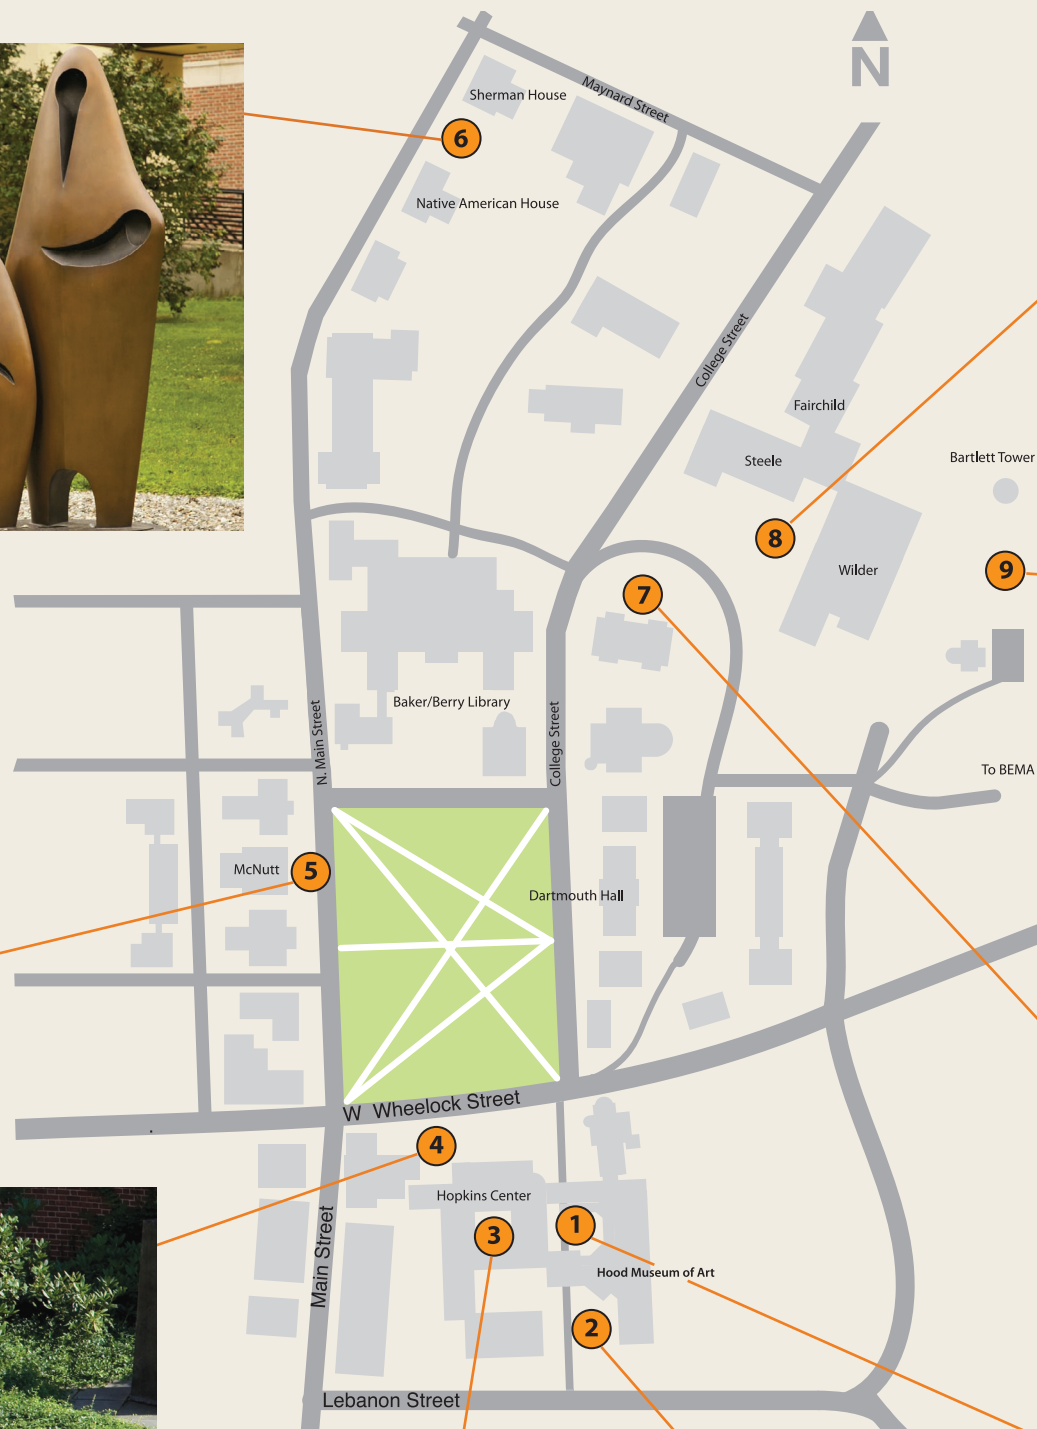 N
Maynard Street
Sherman House
6
Native American House
College Street
Fairchild
Steele
Bartlett Tower
8
Wilder
9
7
Baker/Berry Library
N. Main Street
College Street
To BEMA
McNutt
5
Dartmouth Hall
W Wheelock Street
4
Hopkins Center
3
1
Hood Museum of Art
Main Street
2
Lebanon Street